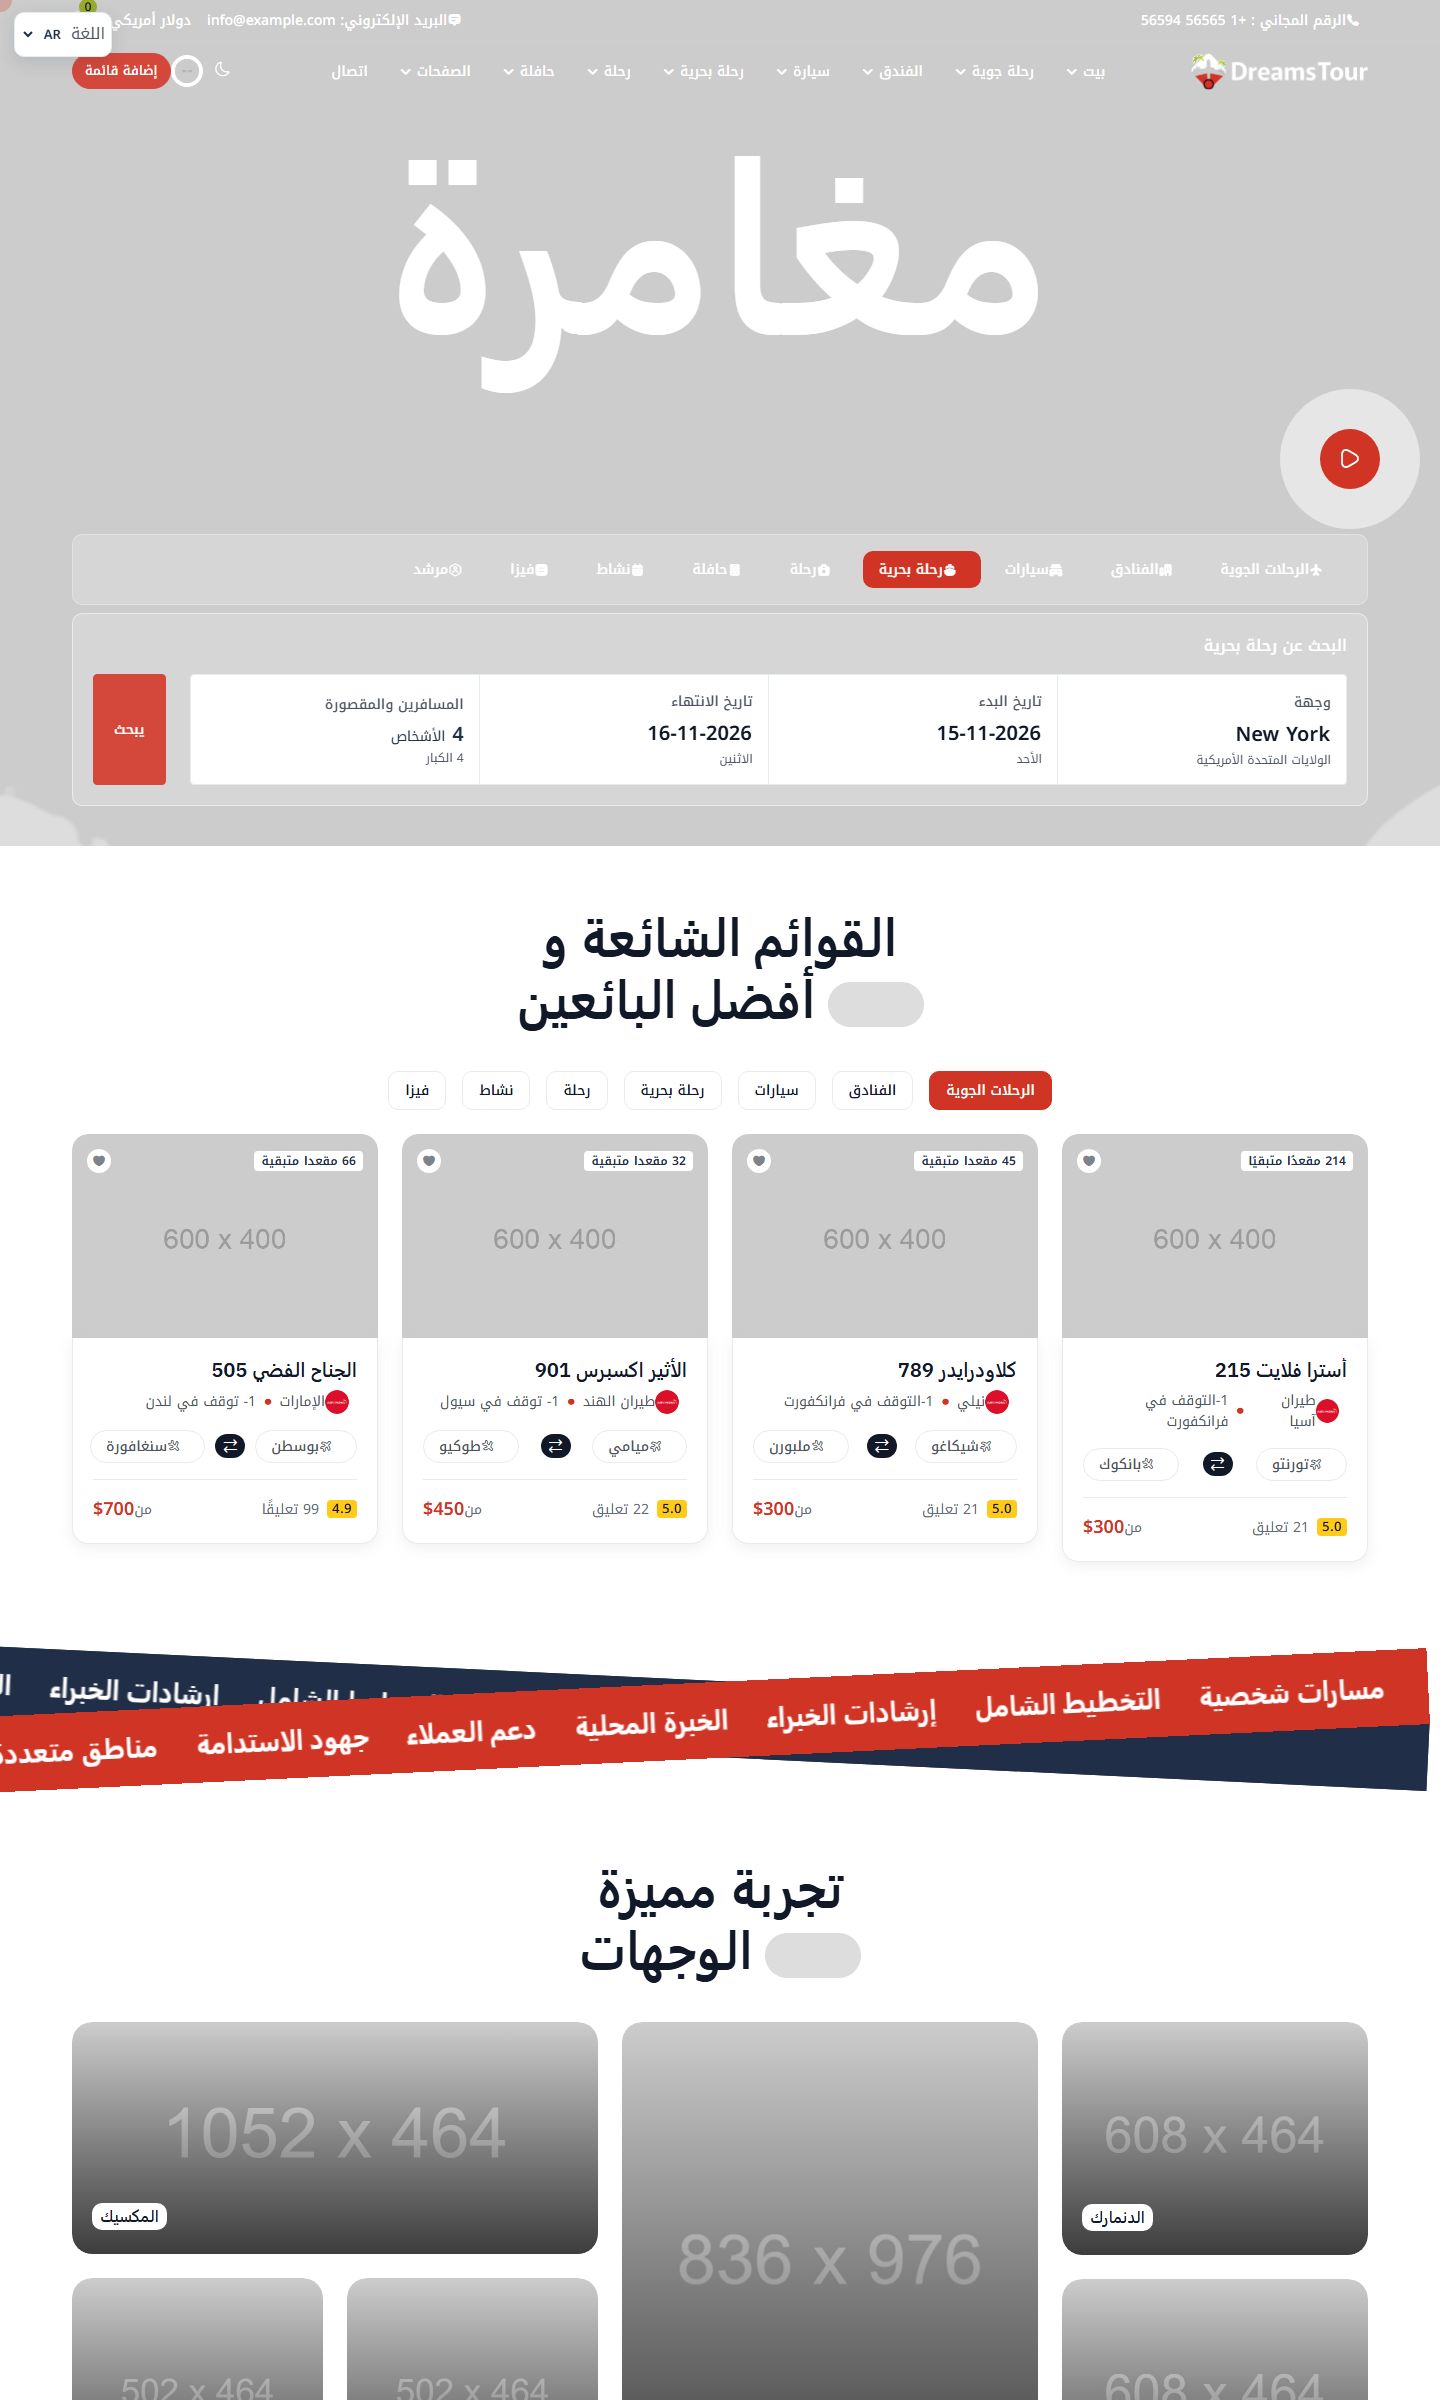 الرقم المجاني : +1 56565 56594
البريد الإلكتروني: info@example.com
دولار أمريكي
0
اللغة AR
DreamsTour
بيت
رحلة جوية
الفندق
سيارة
رحلة بحرية
رحلة
حافلة
الصفحات
اتصال
إضافة قائمة
مغامرة
الرحلات الجوية
الفنادق
سيارات
رحلة بحرية
رحلة
حافلة
نشاط
فيزا
مرشد
البحث عن رحلة بحرية
وجهة
New York
الولايات المتحدة الأمريكية
تاريخ البدء
15-11-2026
الأحد
تاريخ الانتهاء
16-11-2026
الاثنين
المسافرين والمقصورة
4 الأشخاص
4 الكبار
يبحث
القوائم الشائعة و
أفضل البائعين
الرحلات الجوية
الفنادق
سيارات
رحلة بحرية
رحلة
نشاط
فيزا
214 مقعدًا متبقيًا
600 x 400
أسترا فلايت 215
طيران آسيا • 1-التوقف في فرانكفورت
تورنتو
بانكوك
5.0 21 تعليق
من$300
45 مقعدا متبقية
600 x 400
كلاودرايدر 789
نيلي • 1-التوقف في فرانكفورت
شيكاغو
ملبورن
5.0 21 تعليق
من$300
32 مقعدا متبقية
600 x 400
الأثير اكسبرس 901
طيران الهند • 1- توقف في سيول
ميامي
طوكيو
5.0 22 تعليق
من$450
66 مقعدا متبقية
600 x 400
الجناح الفضي 505
الإمارات • 1- توقف في لندن
بوسطن
سنغافورة
4.9 99 تعليقًا
من$700
إرشادات الخبراء
مسارات شخصية
التخطيط الشامل
إرشادات الخبراء
الخبرة المحلية
دعم العملاء
جهود الاستدامة
مناطق متعددة
تجربة مميزة
الوجهات
608 x 464
الدنمارك
836 x 976
1052 x 464
المكسيك
608 x 464
502 x 464
502 x 464